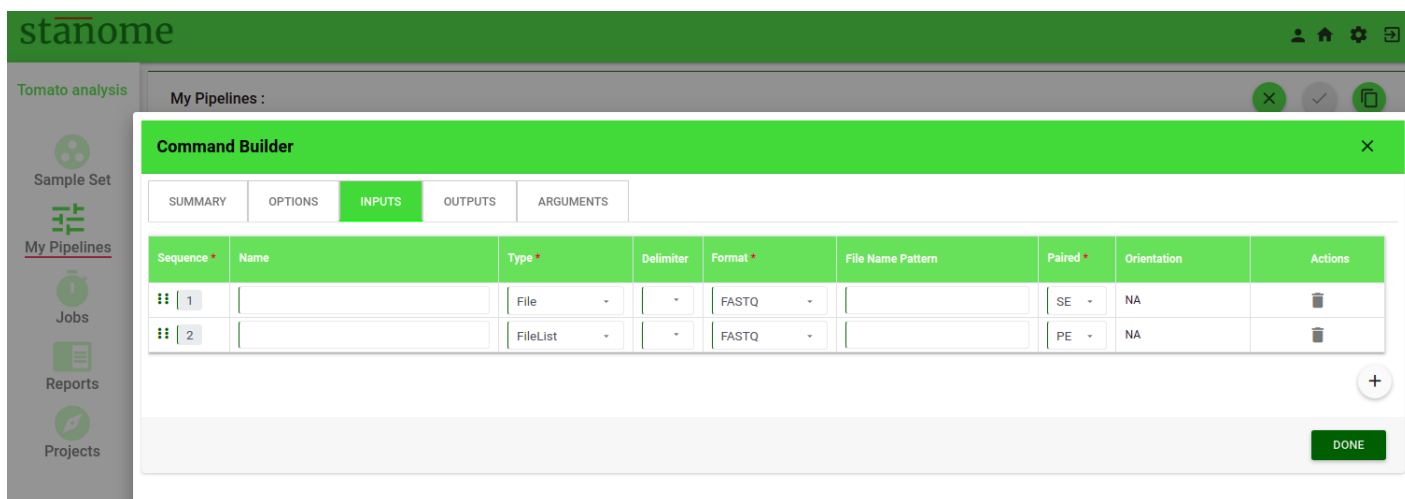 stanome
Tomato analysis
My Pipelines :
Sample Set
My Pipelines
Jobs
Reports
Projects
Command Builder
SUMMARY OPTIONS INPUTS OUTPUTS ARGUMENTS
Sequence * Name Type * Delimiter Format * File Name Pattern Paired * Orientation Actions
1 File FASTQ SE NA
2 FileList FASTQ PE NA
DONE